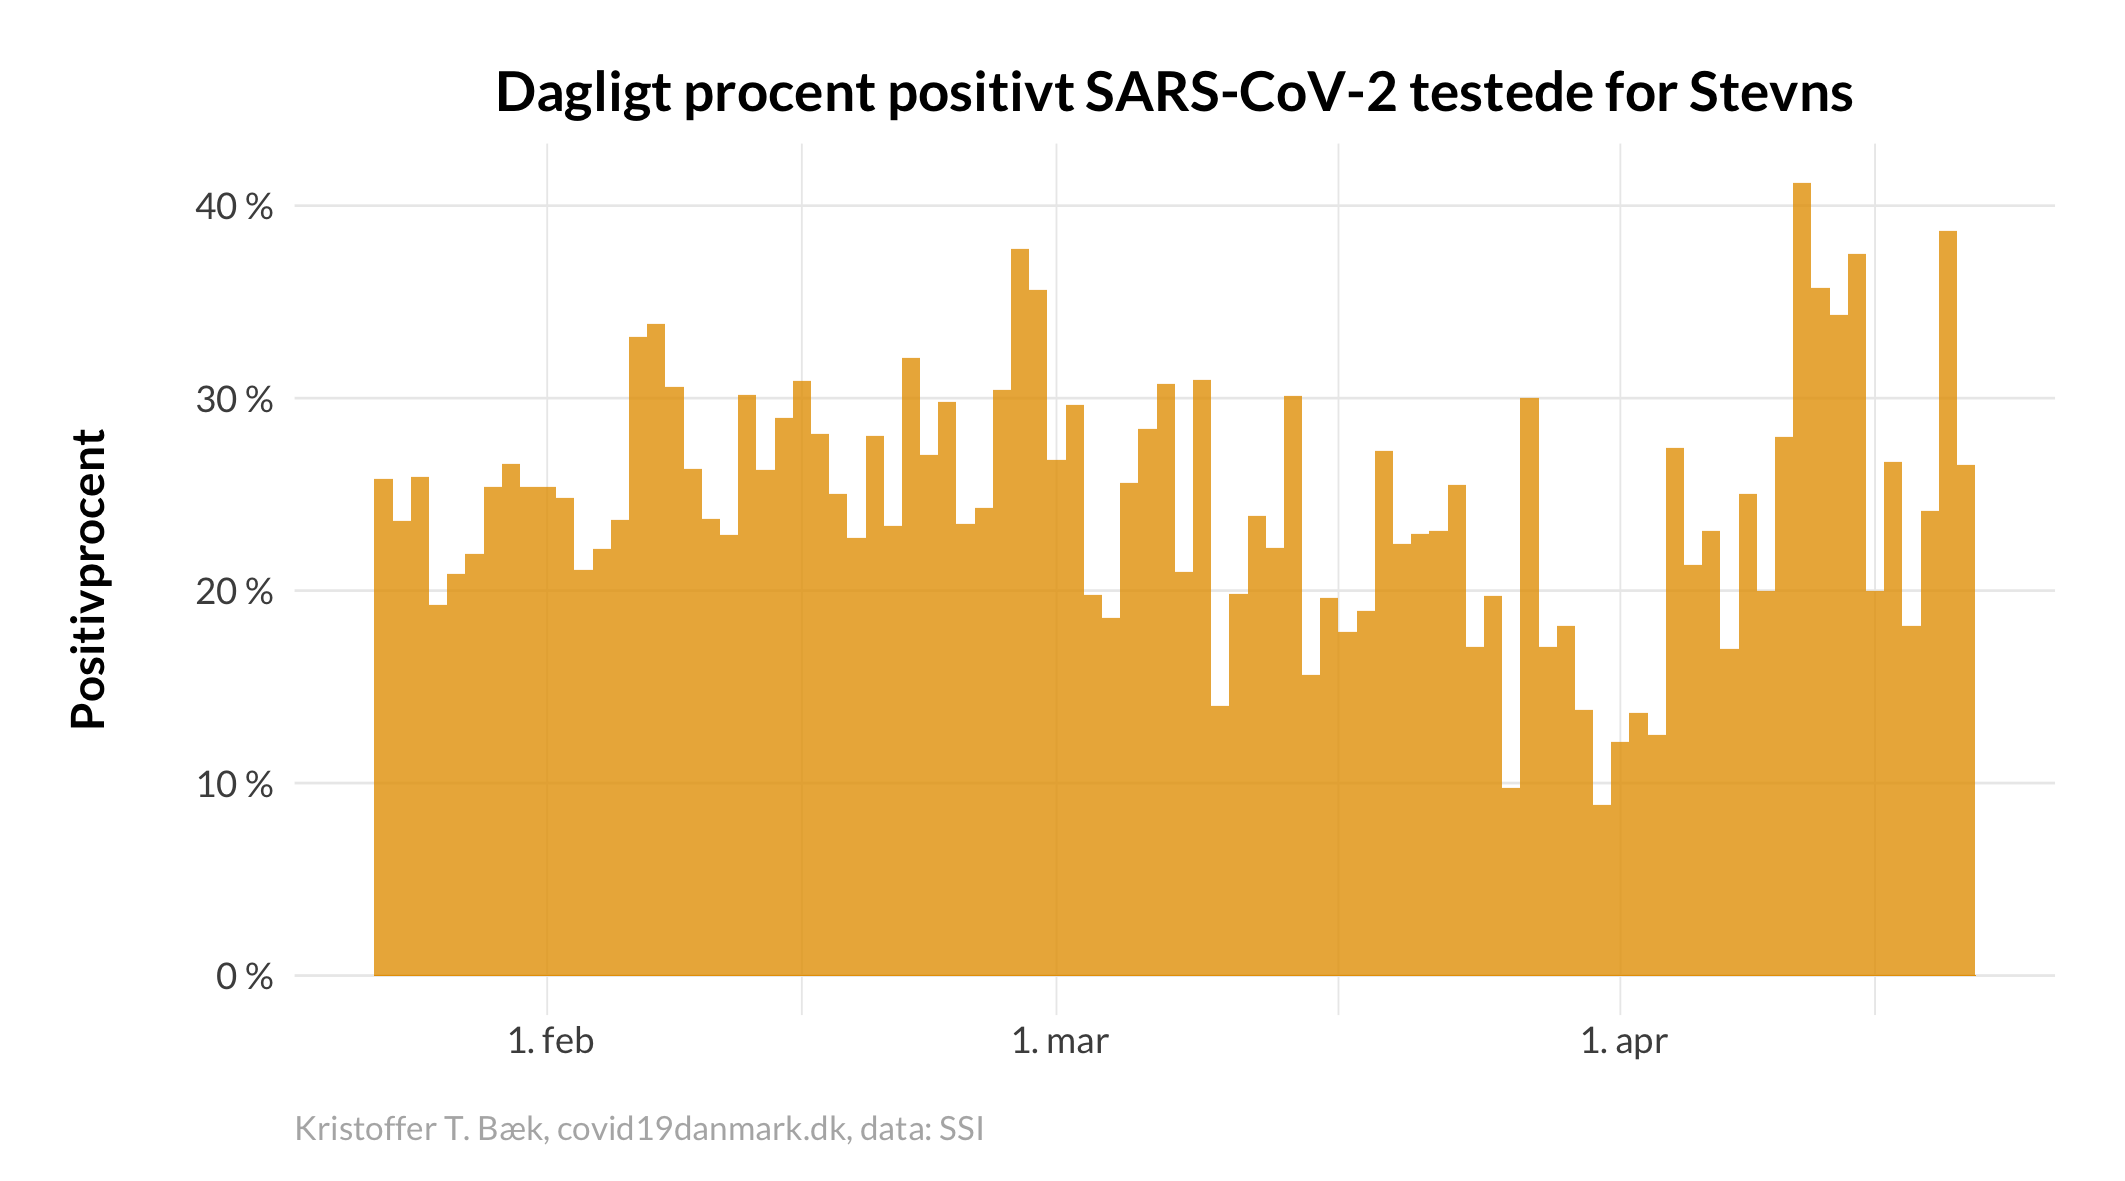 Dagligt procent positivt SARS-CoV-2 testede for Stevns
Positivprocent
40 %
30 %
20 %
10 %
0 %
1. feb
1. mar
1. apr
Kristoffer T. Bæk, covid19danmark.dk, data: SSI